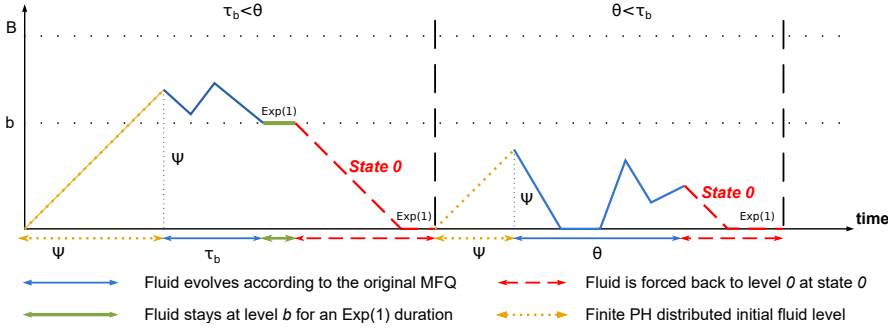 τb<θ
θ<τb
B
Exp(1)
b
Ψ
State 0
Ψ
State 0
Exp(1)
Exp(1)
time
Ψ
τb
Ψ
θ
Fluid evolves according to the original MFQ
Fluid is forced back to level 0 at state 0
Fluid stays at level b for an Exp(1) duration
Finite PH distributed initial fluid level